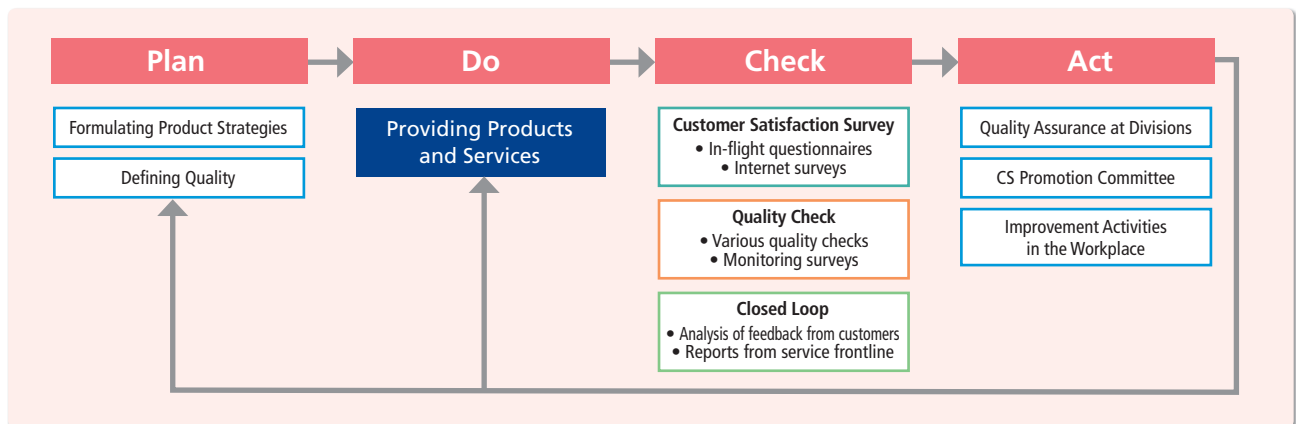 Plan
Do
Check
Act
Formulating Product Strategies
Defining Quality
Providing Products
and Services
Customer Satisfaction Survey
• In-flight questionnaires
• Internet surveys
Quality Check
• Various quality checks
• Monitoring surveys
Closed Loop
• Analysis of feedback from customers
• Reports from service frontline
Quality Assurance at Divisions
CS Promotion Committee
Improvement Activities
in the Workplace